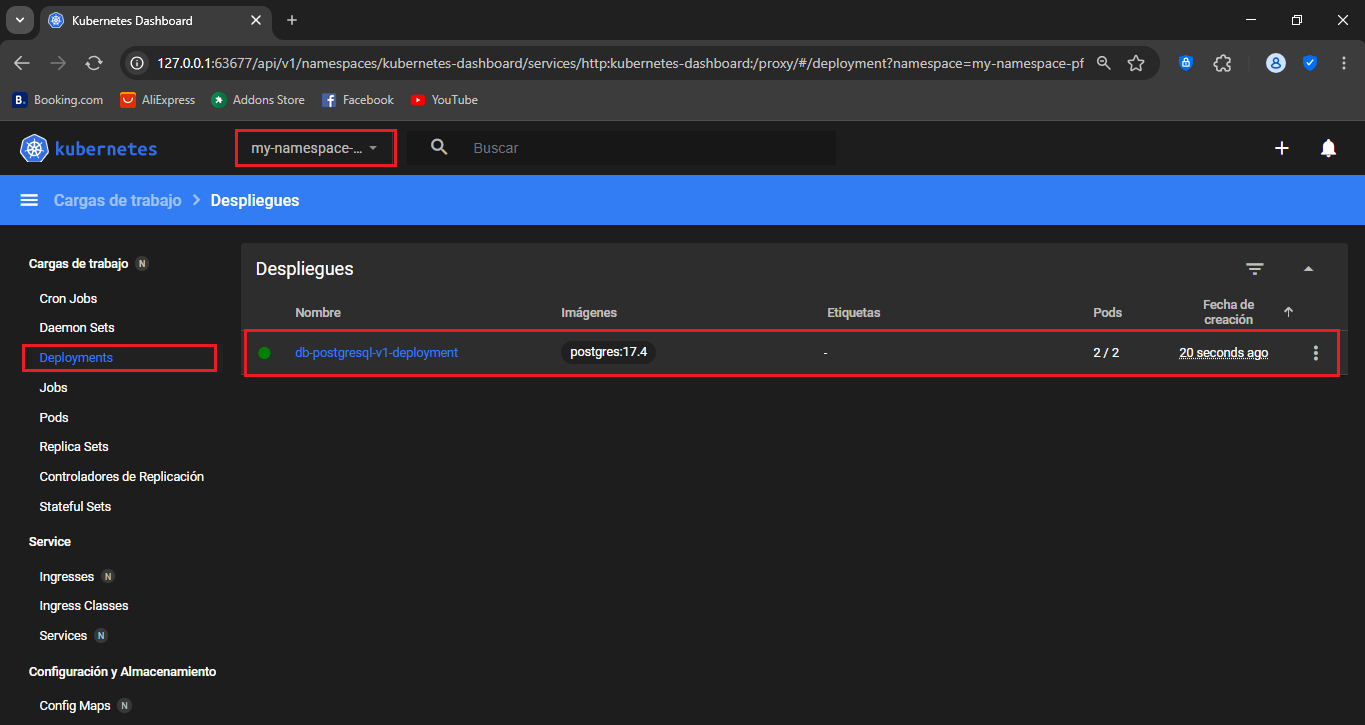 Kubernetes Dashboard
127.0.0.1:63677/api/v1/namespaces/kubernetes-dashboard/services/http:kubernetes-dashboard:/proxy/#/deployment?namespace=my-namespace-pf
B. Booking.com AliExpress Addons Store Facebook YouTube
kubernetes my-namespace-... Buscar
Cargas de trabajo > Despliegues
Cargas de trabajo N
Cron Jobs
Daemon Sets
Deployments
Jobs
Pods
Replica Sets
Controladores de Replicación
Stateful Sets
Service
Ingresses N
Ingress Classes
Services N
Configuración y Almacenamiento
Config Maps N
Despliegues
Nombre Imágenes Etiquetas Pods Fecha de
creación
db-postgresql-v1-deployment postgres:17.4 - 2 / 2 20 seconds ago